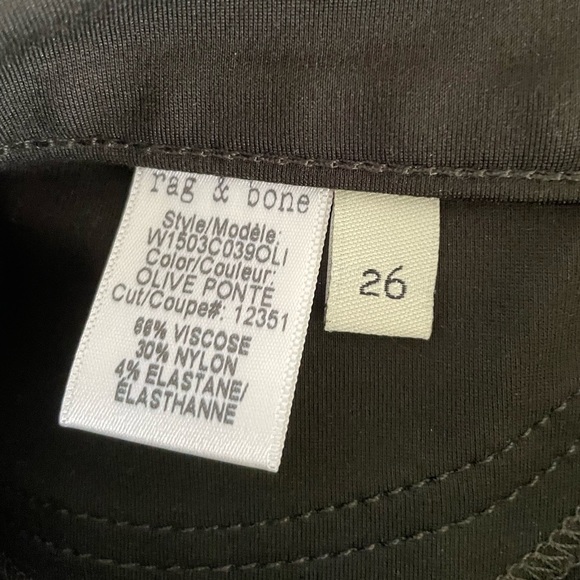 rag & bone
Style/Modèle:
W1503C039OLI
Color/Couleur:
OLIVE PONTE
Cut/Coupe#: 12351
66% VISCOSE
30% NYLON
4% ELASTANE/
ÉLASTHANNE
26